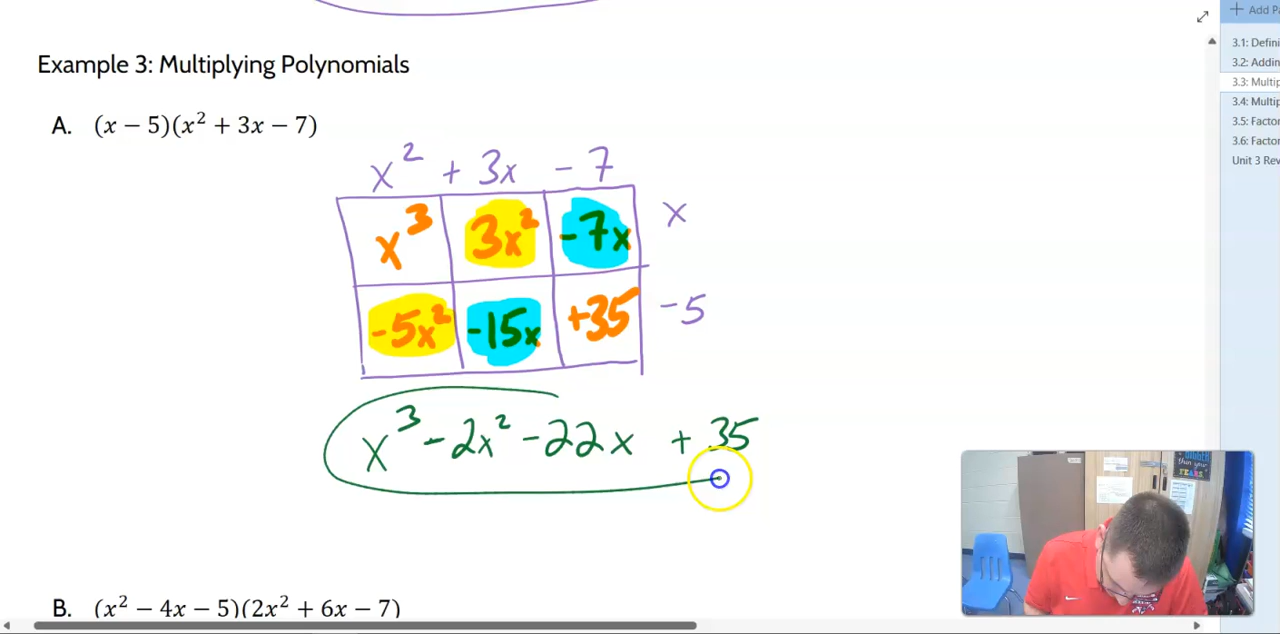 + Add Pa
3.1: Defini
3.2: Addin
3.3: Multip
3.4: Multip
3.5: Factor
3.6: Factor
Unit 3 Rev
Example 3: Multiplying Polynomials
A. (x − 5)(x² + 3x − 7)
x² + 3x - 7
x³ 3x² -7x x
-5x² -15x +35 -5
x³ - 2x² - 22x + 35
B. (x² − 4x − 5)(2x² + 6x − 7)